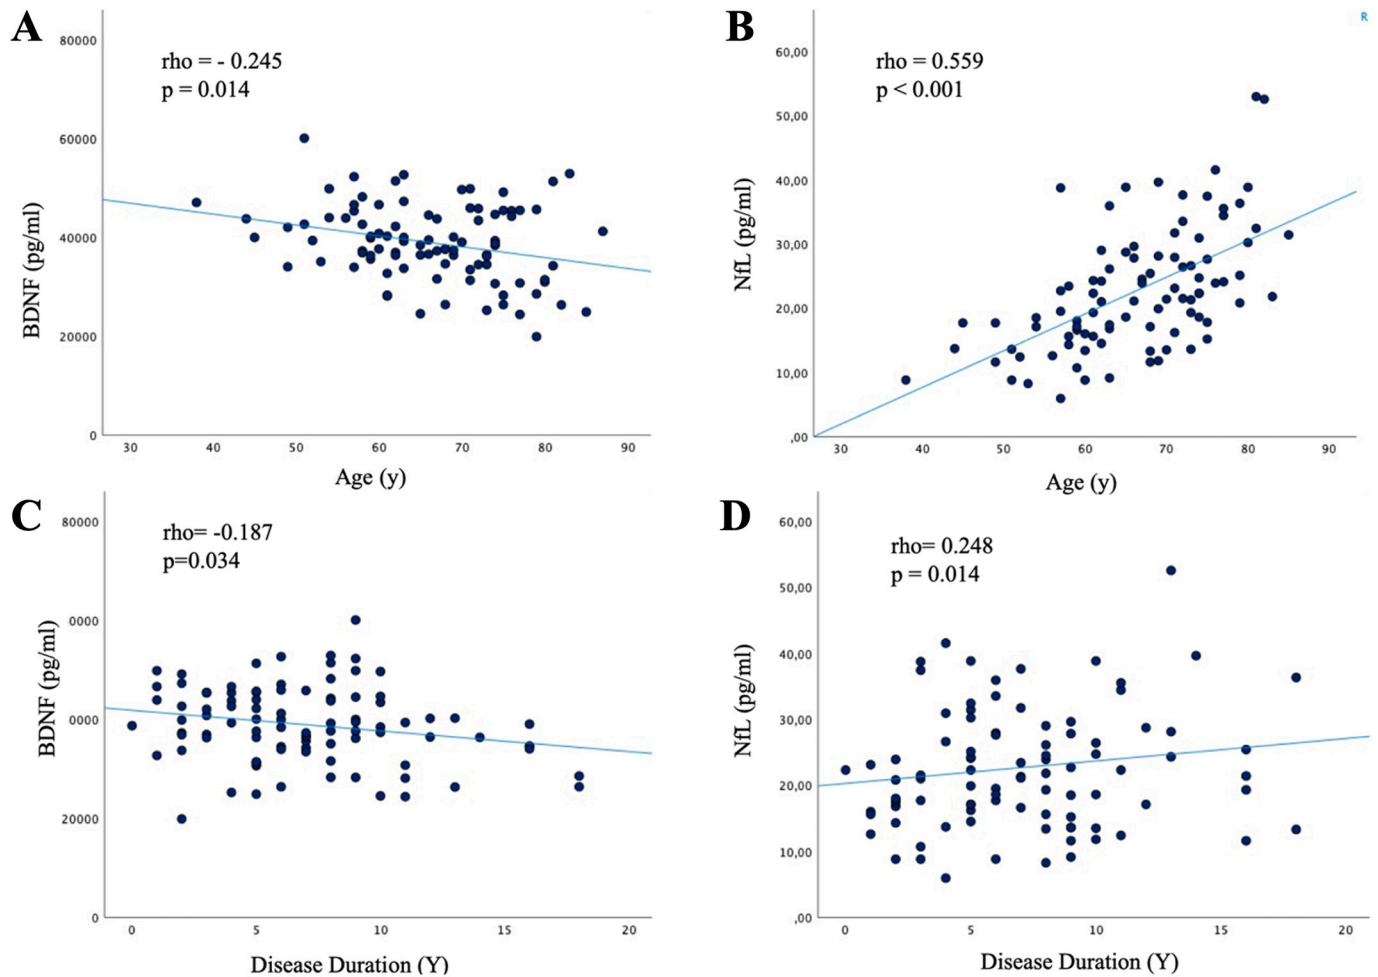 A
80000
60000
40000
20000
0
rho = - 0.245
p = 0.014
BDNF (pg/ml)
30 40 50 60 70 80 90
Age (y)
B
R
60,00
50,00
40,00
30,00
20,00
10,00
,00
rho = 0.559
p < 0.001
NfL (pg/ml)
30 40 50 60 70 80 90
Age (y)
C
80000
0000
0000
20000
0
rho= -0.187
p=0.034
BDNF (pg/ml)
0 5 10 15 20
Disease Duration (Y)
D
60,00
50,00
40,00
30,00
20,00
10,00
,00
rho= 0.248
p = 0.014
NfL (pg/ml)
0 5 10 15 20
Disease Duration (Y)